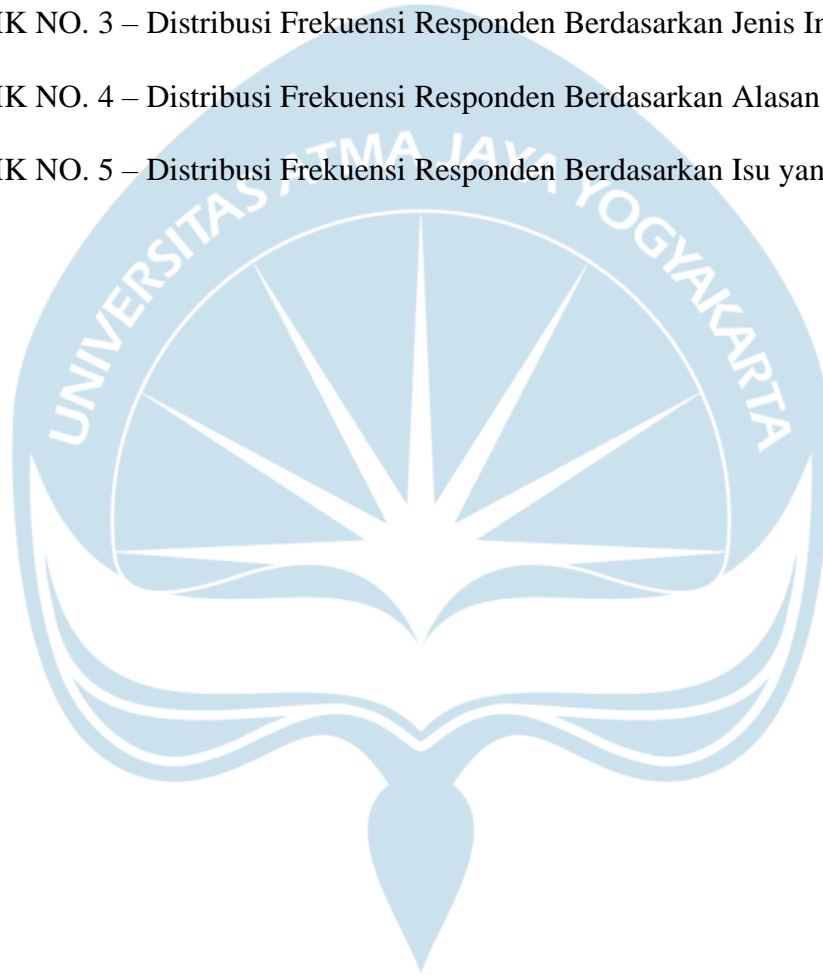 IK NO. 3 – Distribusi Frekuensi Responden Berdasarkan Jenis In
IK NO. 4 – Distribusi Frekuensi Responden Berdasarkan Alasan
IK NO. 5 – Distribusi Frekuensi Responden Berdasarkan Isu yan
UNIVERSITAS ATMA JAYA YOGYAKARTA